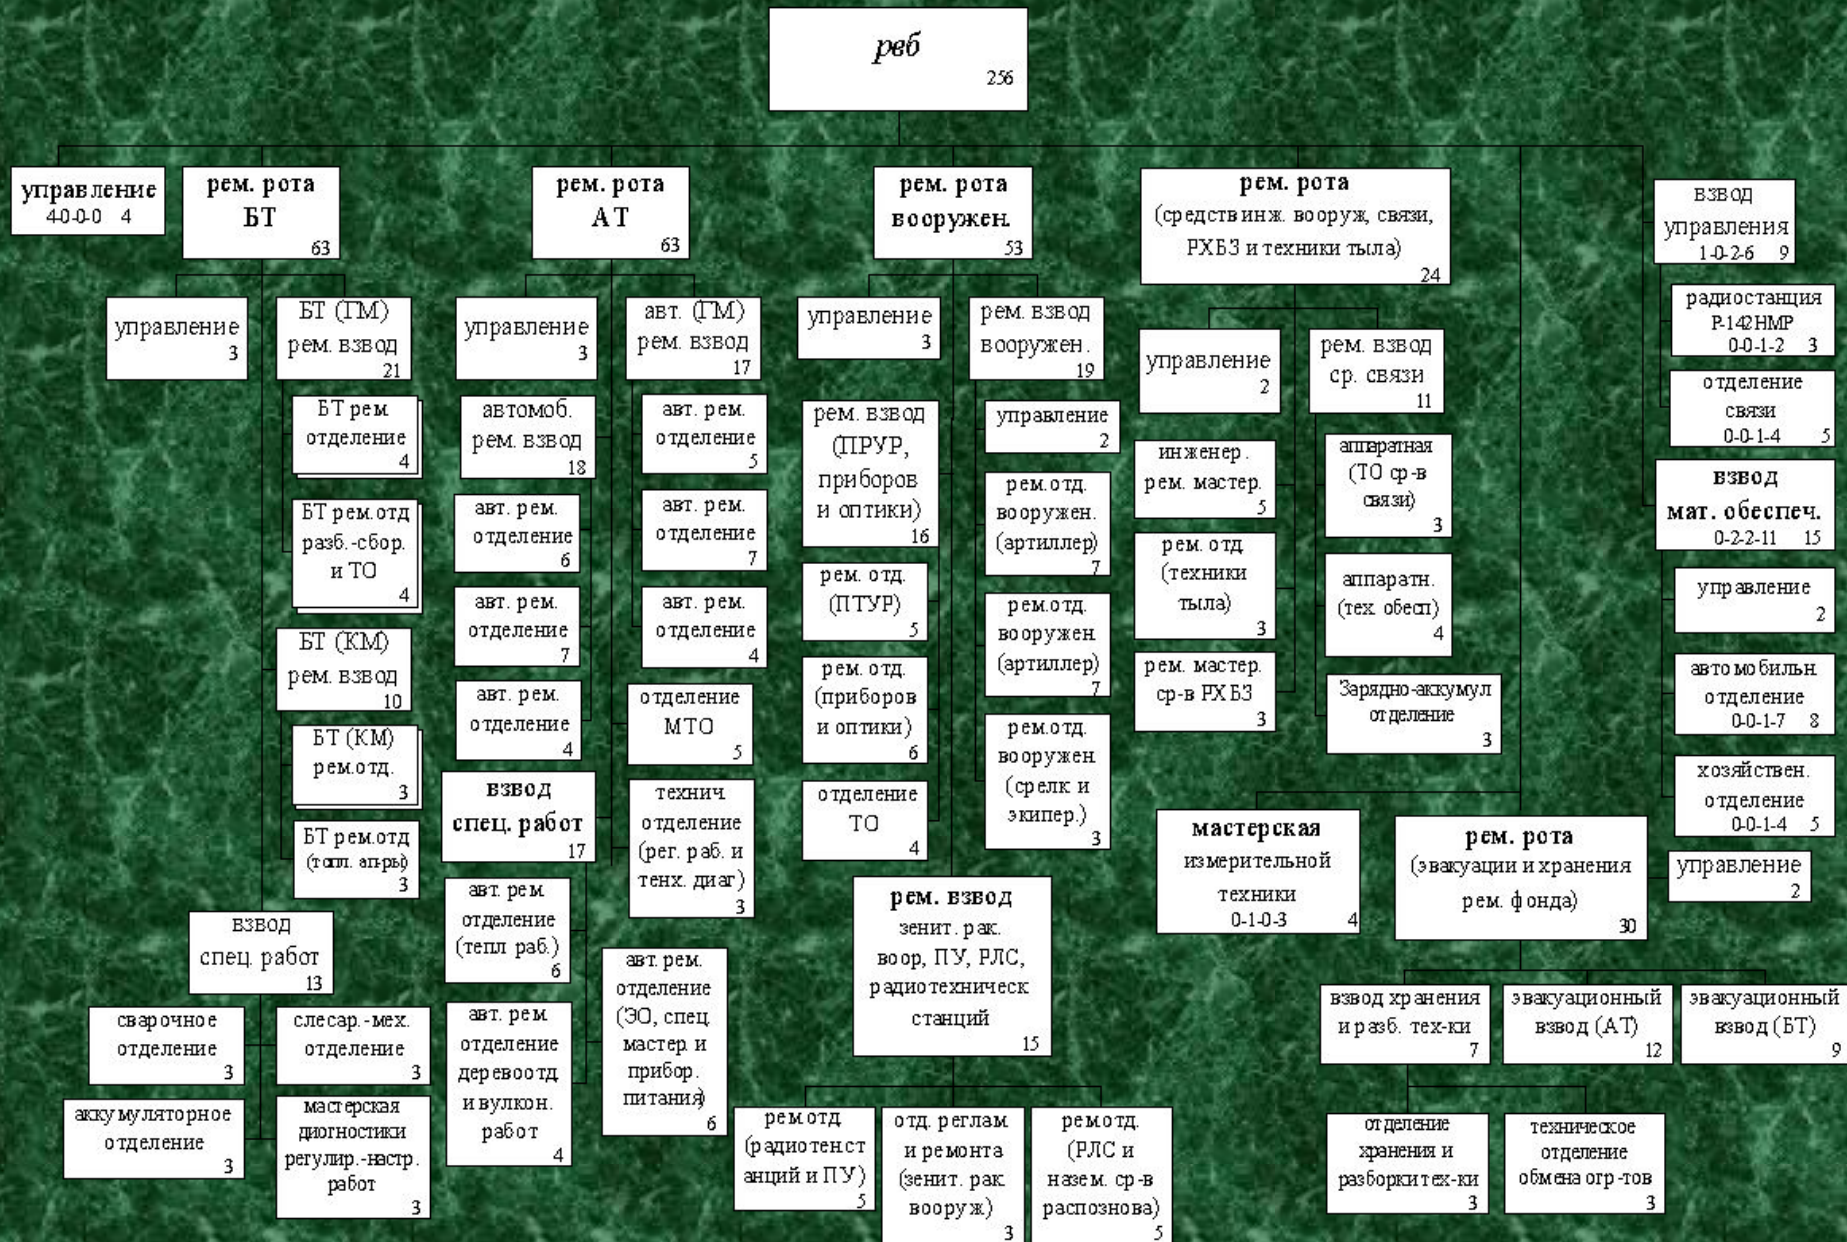 рвб
256
управление
4-0-0-0 4
рем. рота
БТ
63
управление
3
БТ (ГМ)
рем. взвод
21
БТ рем.
отделение
4
БТ рем.отд
разб.-сбор.
и ТО
4
БТ (КМ)
рем. взвод
10
БТ (КМ)
рем.отд.
3
БТ рем.отд
(топл. ап-ры)
3
взвод
спец. работ
13
сварочное
отделение
3
слесар.-мех.
отделение
3
аккумуляторное
отделение
3
мастерская
диогностики
регулир.-настр.
работ
3
рем. рота
АТ
63
управление
3
авт. (ГМ)
рем. взвод
17
автомоб.
рем. взвод
18
авт. рем.
отделение
5
авт. рем.
отделение
6
авт. рем.
отделение
7
авт. рем.
отделение
7
авт. рем.
отделение
4
авт. рем.
отделение
4
отделение
МТО
5
взвод
спец. работ
17
технич.
отделение
(рег. раб. и
тенх. диаг)
3
авт. рем.
отделение
(тепл раб.)
6
авт. рем.
отделение
(ЭО, спец.
мастер. и
прибор.
питания)
6
авт. рем.
отделение
деревоотд.
и вулкон.
работ
4
рем. рота
вооружен.
53
управление
3
рем. взвод
вооружен.
19
рем. взвод
(ПРУР,
приборов
и оптики)
16
управление
2
рем.отд.
вооружен.
(артиллер)
7
рем. отд.
(ПТУР)
5
рем.отд.
вооружен
(артиллер)
7
рем. отд.
(приборов
и оптики)
6
рем.отд.
вооружен
(срелк и
экипер.)
3
отделение
ТО
4
рем. взвод
зенит. рак.
воор, ПУ, РЛС,
радиотехническ
станций
15
рем.отд
(радиотен.ст
анций и ПУ)
5
отд. реглам.
и ремонта
(зенит. рак.
вооруж)
3
рем.отд.
(РЛС и
назем. ср-в
распознова)
5
рем. рота
(средств инж. вооруж, связи,
РХБЗ и техники тыла)
24
управление
2
рем. взвод
ср. связи
11
инженер.
рем. мастер.
5
аппаратная
(ТО ср-в
связи)
3
рем. отд
(техники
тыла)
3
аппаратн.
(тех. обесп)
4
рем. мастер.
ср-в РХБЗ
3
Зарядно-аккумул
отделение
3
мастерская
измерительной
техники
0-1-0-3 4
рем. рота
(эвакуации и хранения
рем. фонда)
30
управление
2
взвод хранения
и разб. тех-ки
7
эвакуационный
взвод (АТ)
12
эвакуационный
взвод (БТ)
9
отделение
хранения и
разборки тех-ки
3
техническое
отделение
обмена огр-тов
3
взвод
управления
1-0-2-6 9
радиостанция
Р-142НМР
0-0-1-2 3
отделение
связи
0-0-1-4 5
взвод
мат. обеспеч.
0-2-2-11 15
управление
2
автомобильн.
отделение
0-0-1-7 8
хозяйствен.
отделение
0-0-1-4 5